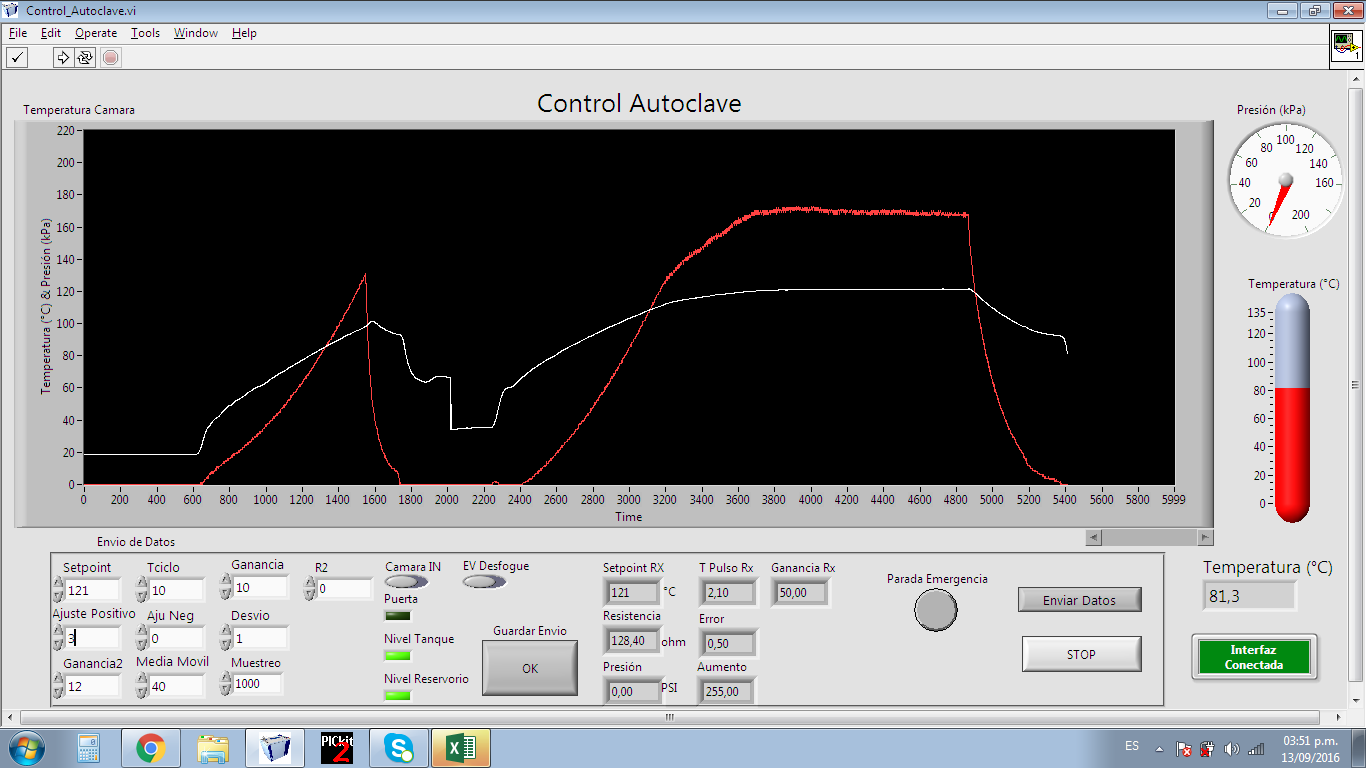 Control_Autoclave.vi
File Edit Operate Tools Window Help
1
Control Autoclave
Temperatura Camara
Temperatura (°C) & Presión (kPa)
220
200
180
160
140
120
100
80
60
40
20
0
0 200 400 600 800 1000 1200 1400 1600 1800 2000 2200 2400 2600 2800 3000 3200 3400 3600 3800 4000 4200 4400 4600 4800 5000 5200 5400 5600 5800 5999
Time
Presión (kPa)
0 20 40 60 80 100 120 140 160 200
Temperatura (°C)
135
120
100
80
60
40
20
0
Temperatura (°C)
81,3
Interfaz
Conectada
Envio de Datos
Setpoint Tciclo Ganancia R2
121 10 10 0
Ajuste Positivo Aju Neg Desvio
3 0 1
Ganancia2 Media Movil Muestreo
12 40 1000
Camara IN EV Desfogue
Puerta
Nivel Tanque
Nivel Reservorio
Guardar Envio
OK
Setpoint RX T Pulso Rx Ganancia Rx
121 °C 2,10 50,00
Resistencia Error
128,40 ohm 0,50
Presión Aumento
0,00 PSI 255,00
Parada Emergencia
Enviar Datos
STOP
PICkit
2
ES
03:51 p.m.
13/09/2016